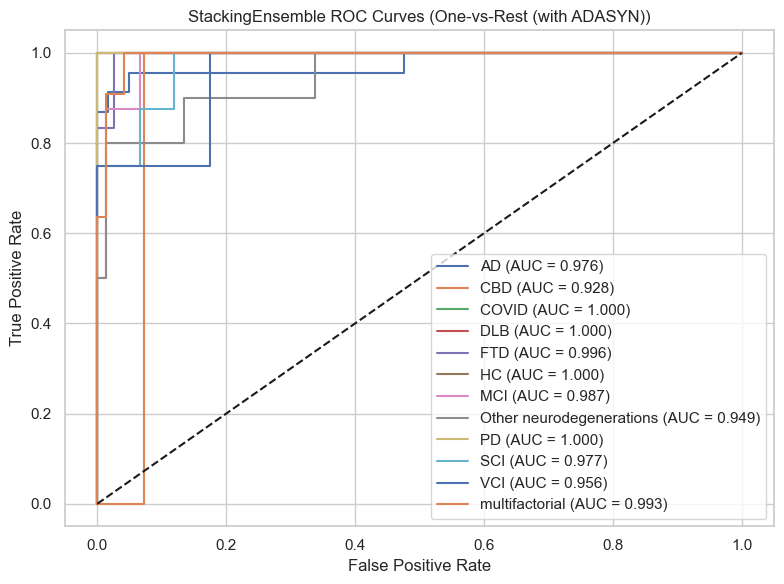 StackingEnsemble ROC Curves (One-vs-Rest (with ADASYN))
True Positive Rate
1.0
0.8
0.6
0.4
0.2
0.0
AD (AUC = 0.976)
CBD (AUC = 0.928)
COVID (AUC = 1.000)
DLB (AUC = 1.000)
FTD (AUC = 0.996)
HC (AUC = 1.000)
MCI (AUC = 0.987)
Other neurodegenerations (AUC = 0.949)
PD (AUC = 1.000)
SCI (AUC = 0.977)
VCI (AUC = 0.956)
multifactorial (AUC = 0.993)
0.0 0.2 0.4 0.6 0.8 1.0
False Positive Rate